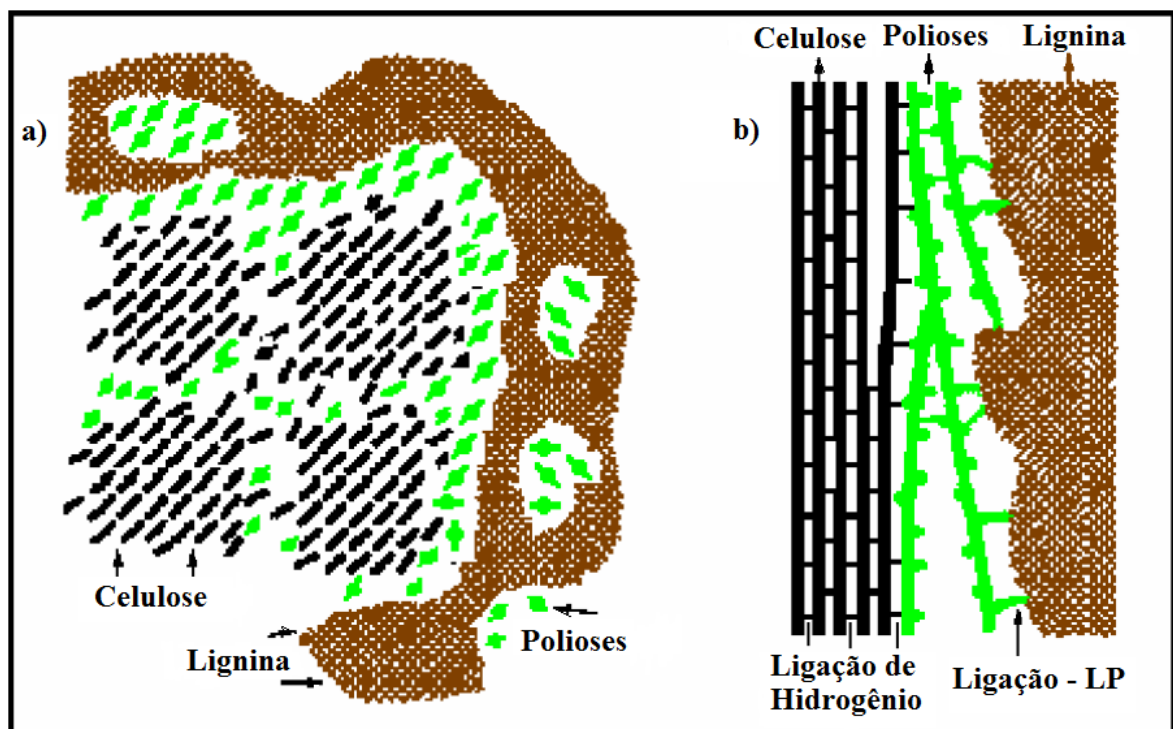 a)
Celulose
Lignina
Polioses
b)
Celulose
Polioses
Lignina
Ligação de
Hidrogênio
Ligação - LP